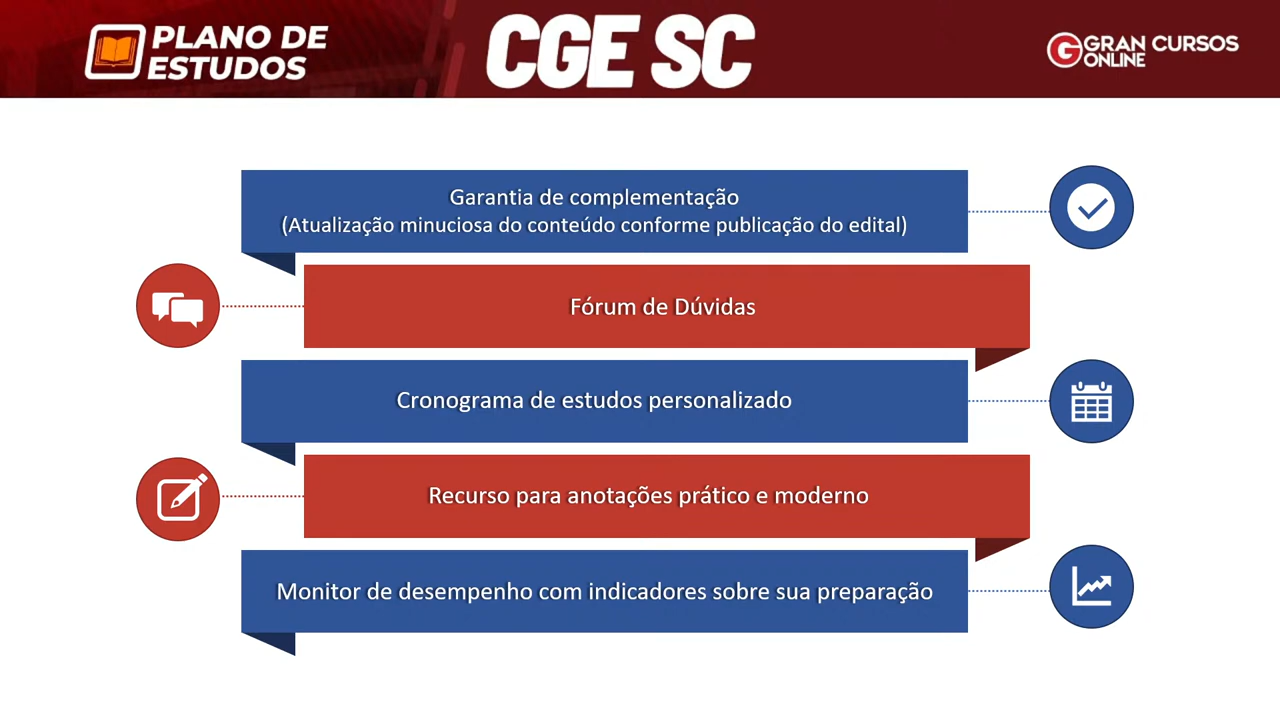 PLANO DE
ESTUDOS
CGE SC
GRAN CURSOS
ONLINE
Garantia de complementação
(Atualização minuciosa do conteúdo conforme publicação do edital)
Fórum de Dúvidas
Cronograma de estudos personalizado
Recurso para anotações prático e moderno
Monitor de desempenho com indicadores sobre sua preparação